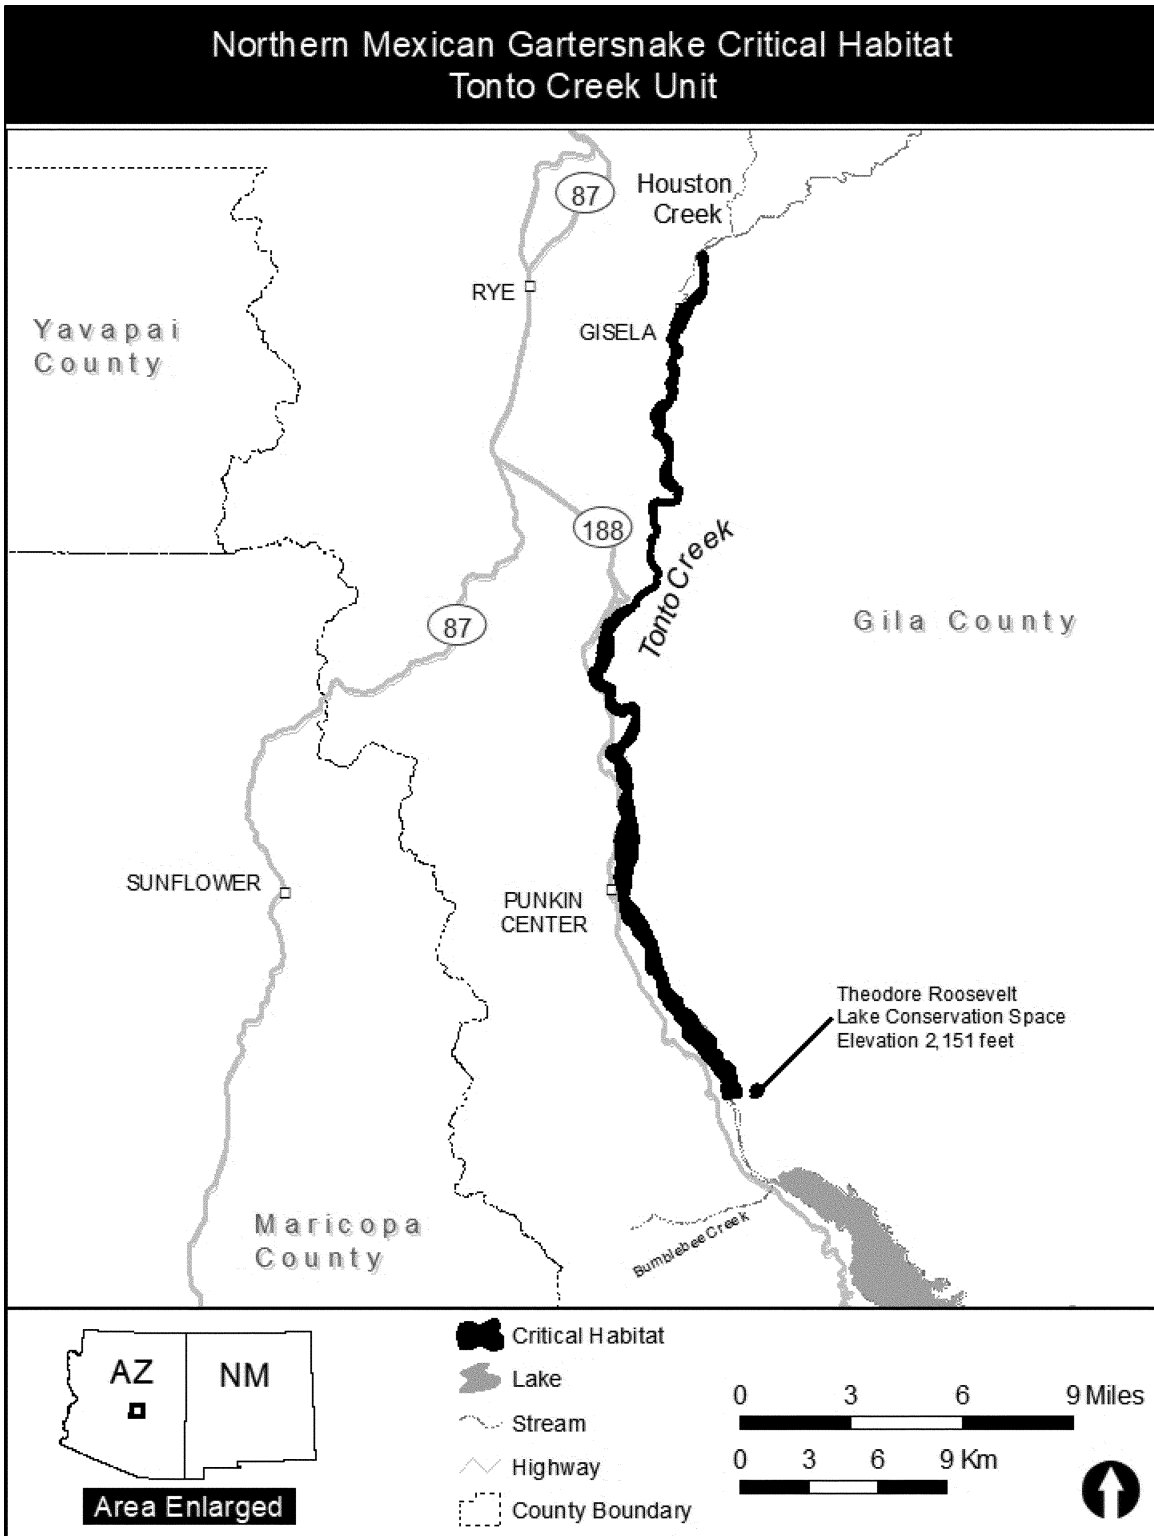 Northern Mexican Gartersnake Critical Habitat
Tonto Creek Unit
87
Houston
Creek
RYE
GISELA
Yavapai
County
188
Tonto Creek
87
Gila County
SUNFLOWER
PUNKIN
CENTER
Theodore Roosevelt
Lake Conservation Space
Elevation 2,151 feet
Maricopa
County
Bumblebee Creek
AZ
NM
Area Enlarged
Critical Habitat
Lake
Stream
Highway
County Boundary
0 3 6 9 Miles
0 3 6 9 Km